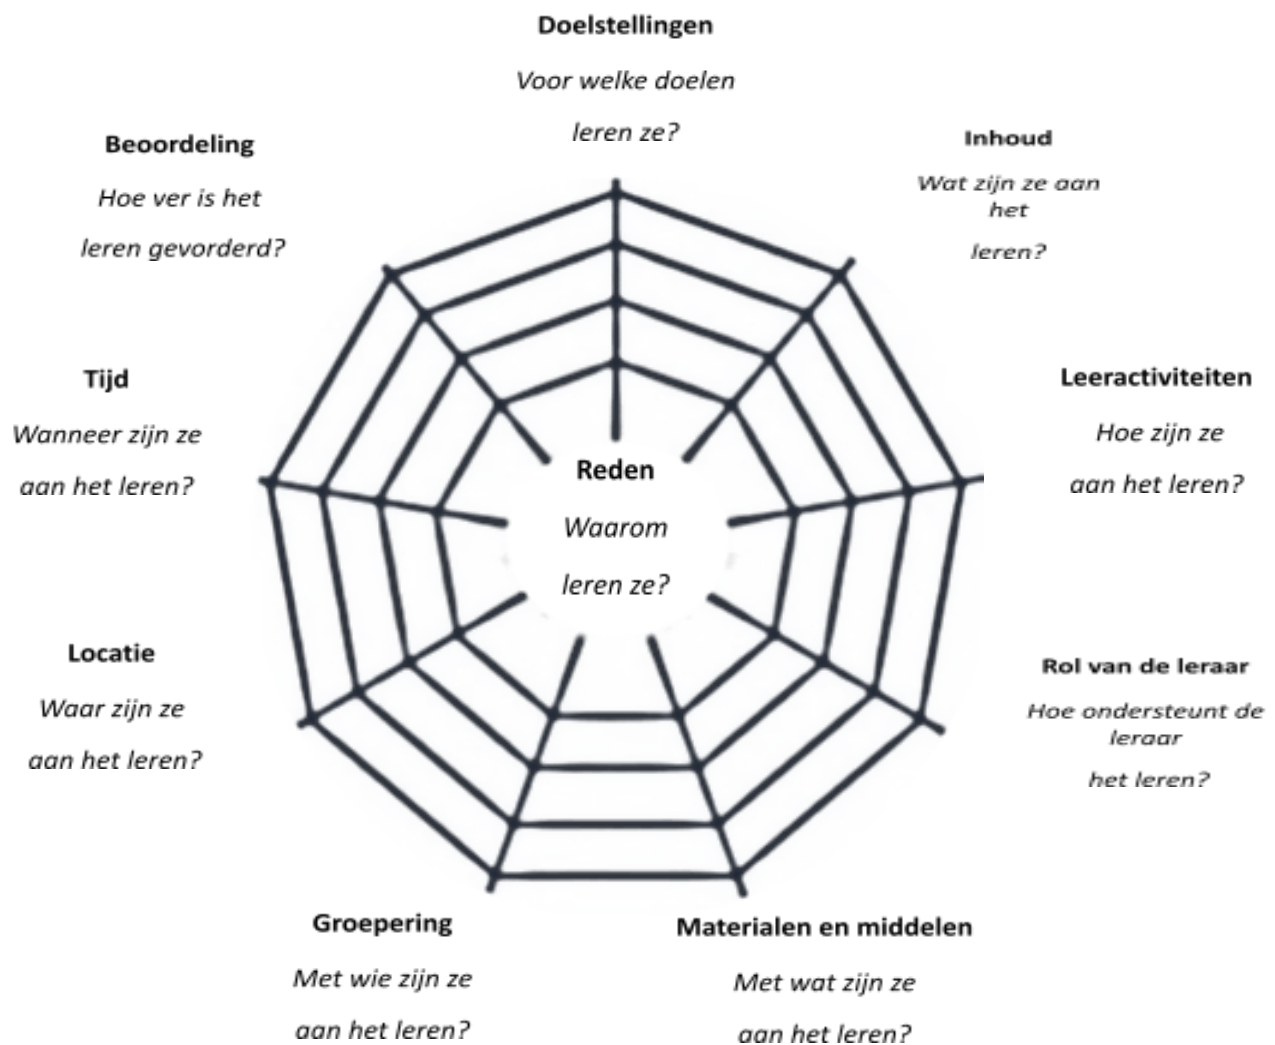 Doelstellingen
Voor welke doelen
leren ze?
Inhoud
Wat zijn ze aan
het
leren?
Leeractiviteiten
Hoe zijn ze
aan het leren?
Rol van de leraar
Hoe ondersteunt de
leraar
het leren?
Materialen en middelen
Met wat zijn ze
aan het leren?
Groepering
Met wie zijn ze
aan het leren?
Locatie
Waar zijn ze
aan het leren?
Tijd
Wanneer zijn ze
aan het leren?
Beoordeling
Hoe ver is het
leren gevorderd?
Reden
Waarom
leren ze?